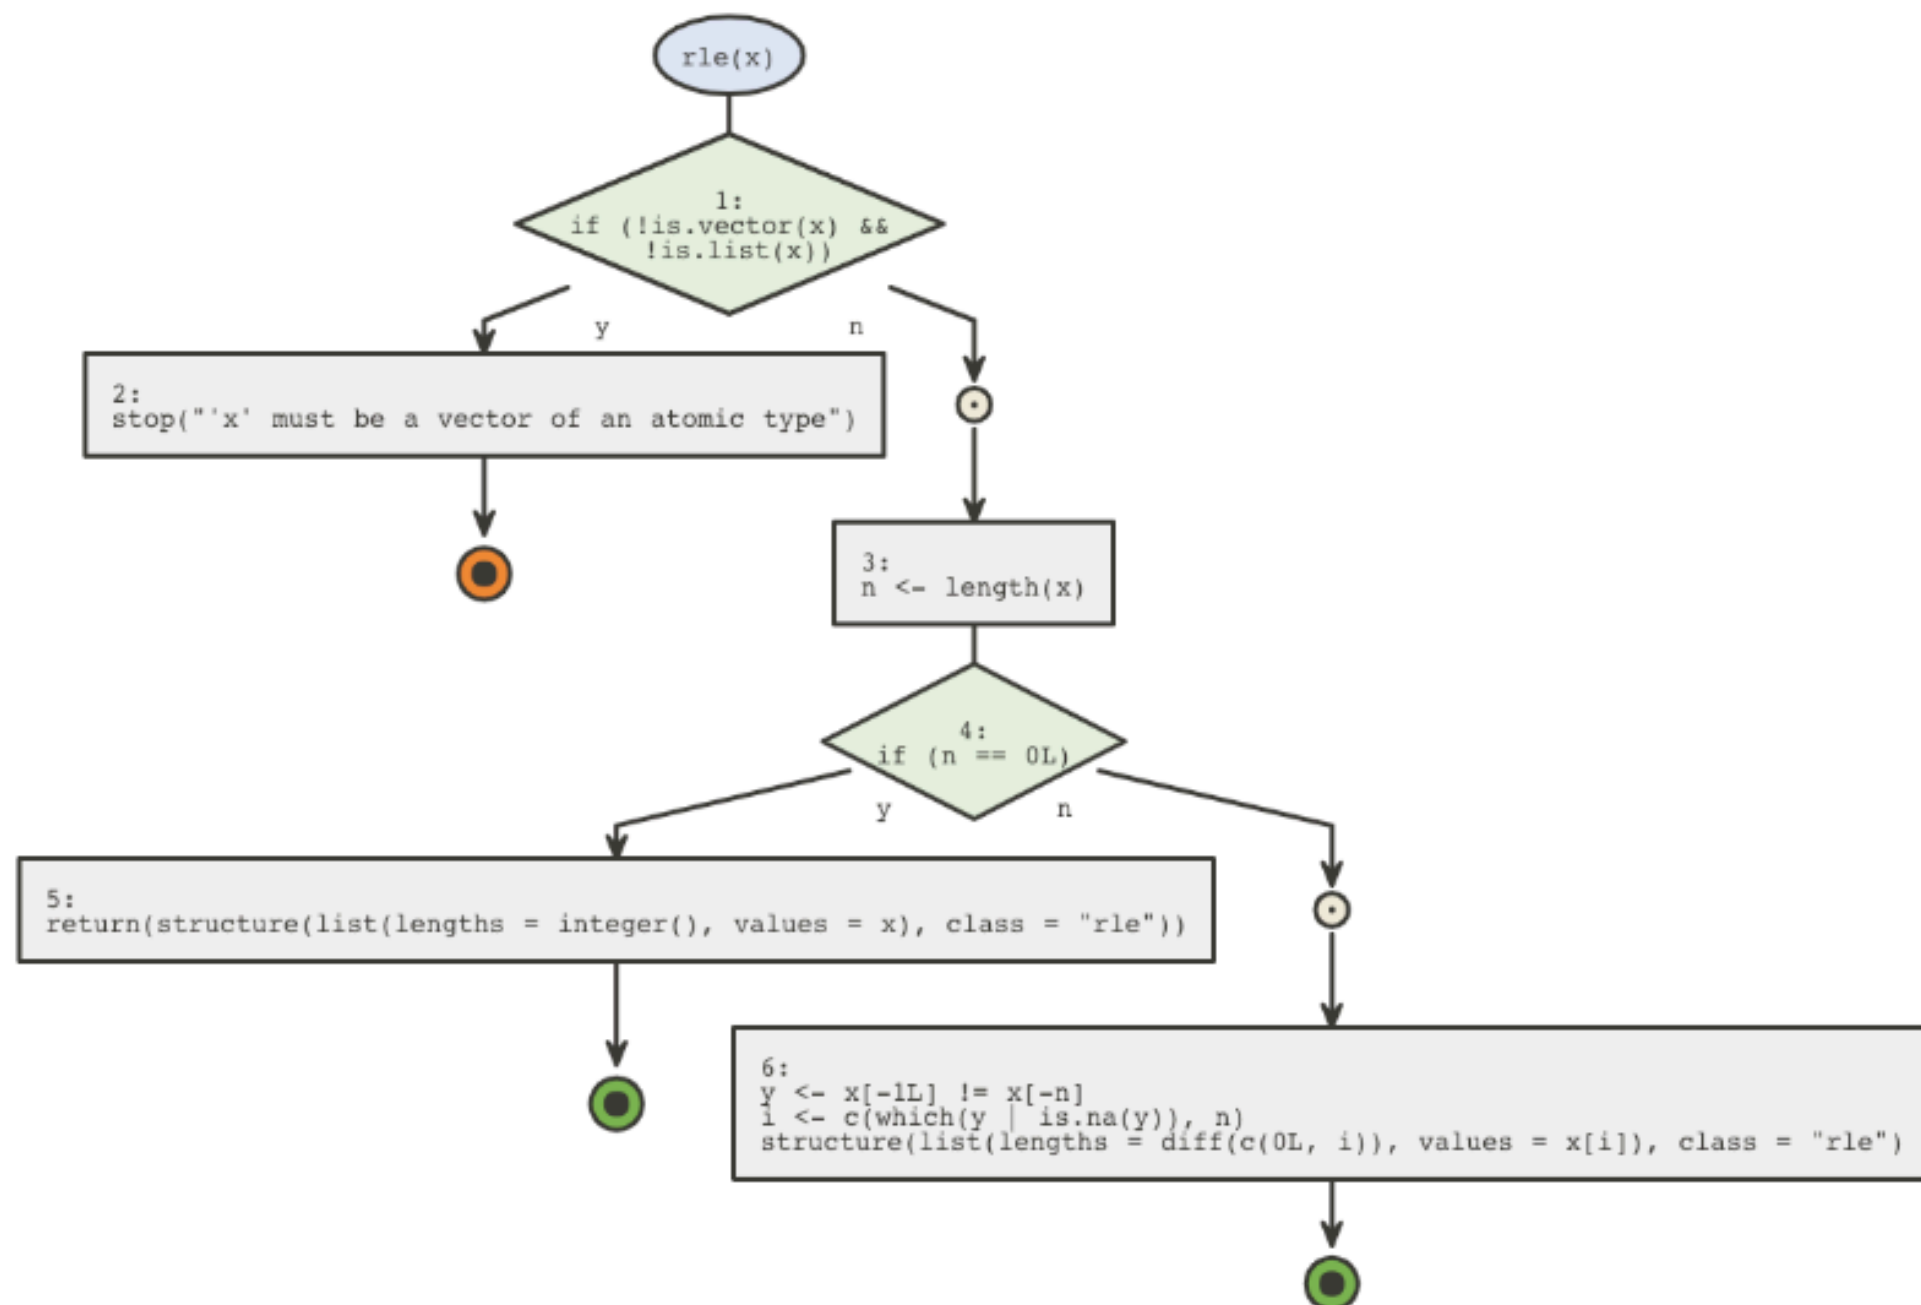 rle(x)
1:
if (!is.vector(x) &&
!is.list(x))
y
n
2:
stop("'x' must be a vector of an atomic type")
3:
n <- length(x)
4:
if (n == 0L)
y
n
5:
return(structure(list(lengths = integer(), values = x), class = "rle"))
6:
y <- x[-1L] != x[-n]
i <- c(which(y | is.na(y)), n)
structure(list(lengths = diff(c(0L, i)), values = x[i]), class = "rle")